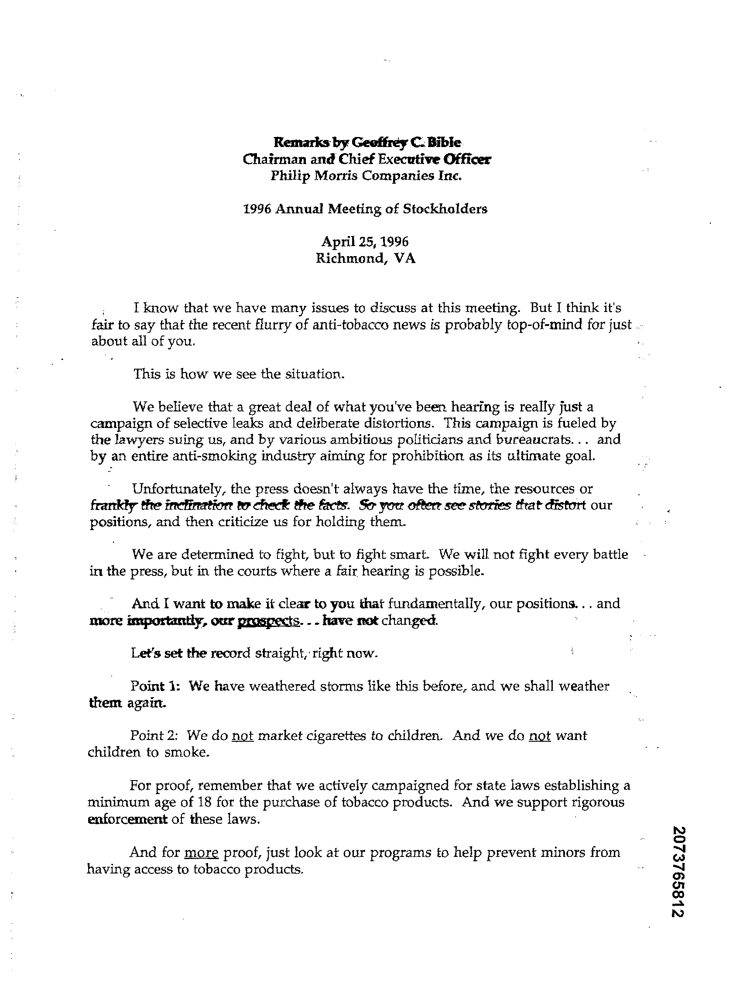 Remarks by Geoffrey C. Bible
Chairman and Chief Executive Officer
Philip Morris Companies Inc.
1996 Annual Meeting of Stockholders
April 25, 1996
Richmond, VA
I know that we have many issues to discuss at this meeting. But I think it's
fair to say that the recent flurry of anti-tobacco news is probably top-of-mind for just
about all of you.
This is how we see the situation.
We believe that a great deal of what you've been hearing is really just a
campaign of selective leaks and deliberate distortions. This campaign is fueled by
the lawyers suing us, and by various ambitious politicians and bureaucrats. . . and
by an entire anti-smoking industry aiming for prohibition as its ultimate goal.
Unfortunately, the press doesn't always have the time, the resources or
frankly the inclination to check the facts. So you often see stories that distort our
positions, and then criticize us for holding them.
We are determined to fight, but to fight smart. We will not fight every battle
in the press, but in the courts where a fair hearing is possible.
And I want to make it clear to you that fundamentally, our positions. . . and
more importantly, our prospects. . . have not changed.
Let's set the record straight, right now.
Point 1: We have weathered storms like this before, and we shall weather
them again.
Point 2: We do not market cigarettes to children. And we do not want
children to smoke.
For proof, remember that we actively campaigned for state laws establishing a
minimum age of 18 for the purchase of tobacco products. And we support rigorous
enforcement of these laws.
And for more proof, just look at our programs to help prevent minors from
having access to tobacco products.
2073765812